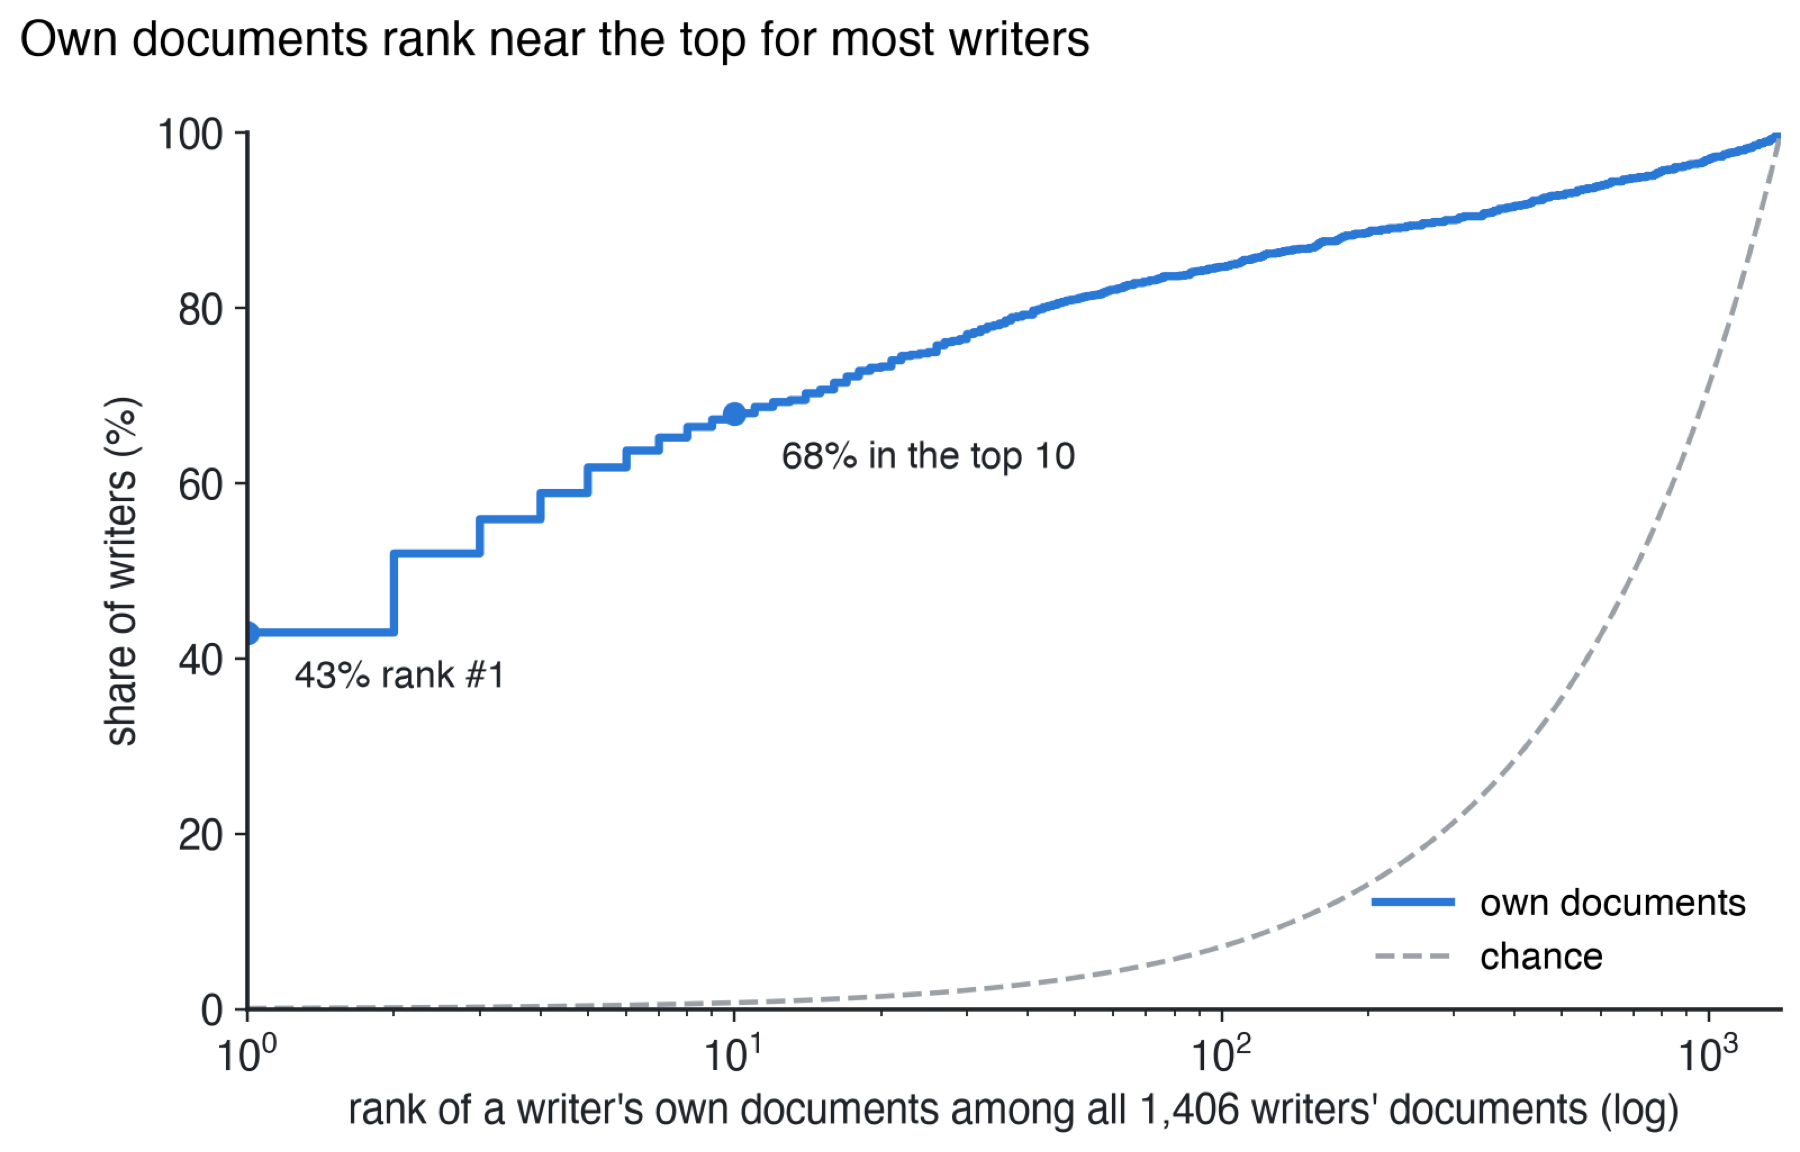 Own documents rank near the top for most writers
100
80
60
40
20
0
share of writers (%)
68% in the top 10
43% rank #1
own documents
chance
10⁰ 10¹ 10² 10³
rank of a writer's own documents among all 1,406 writers' documents (log)